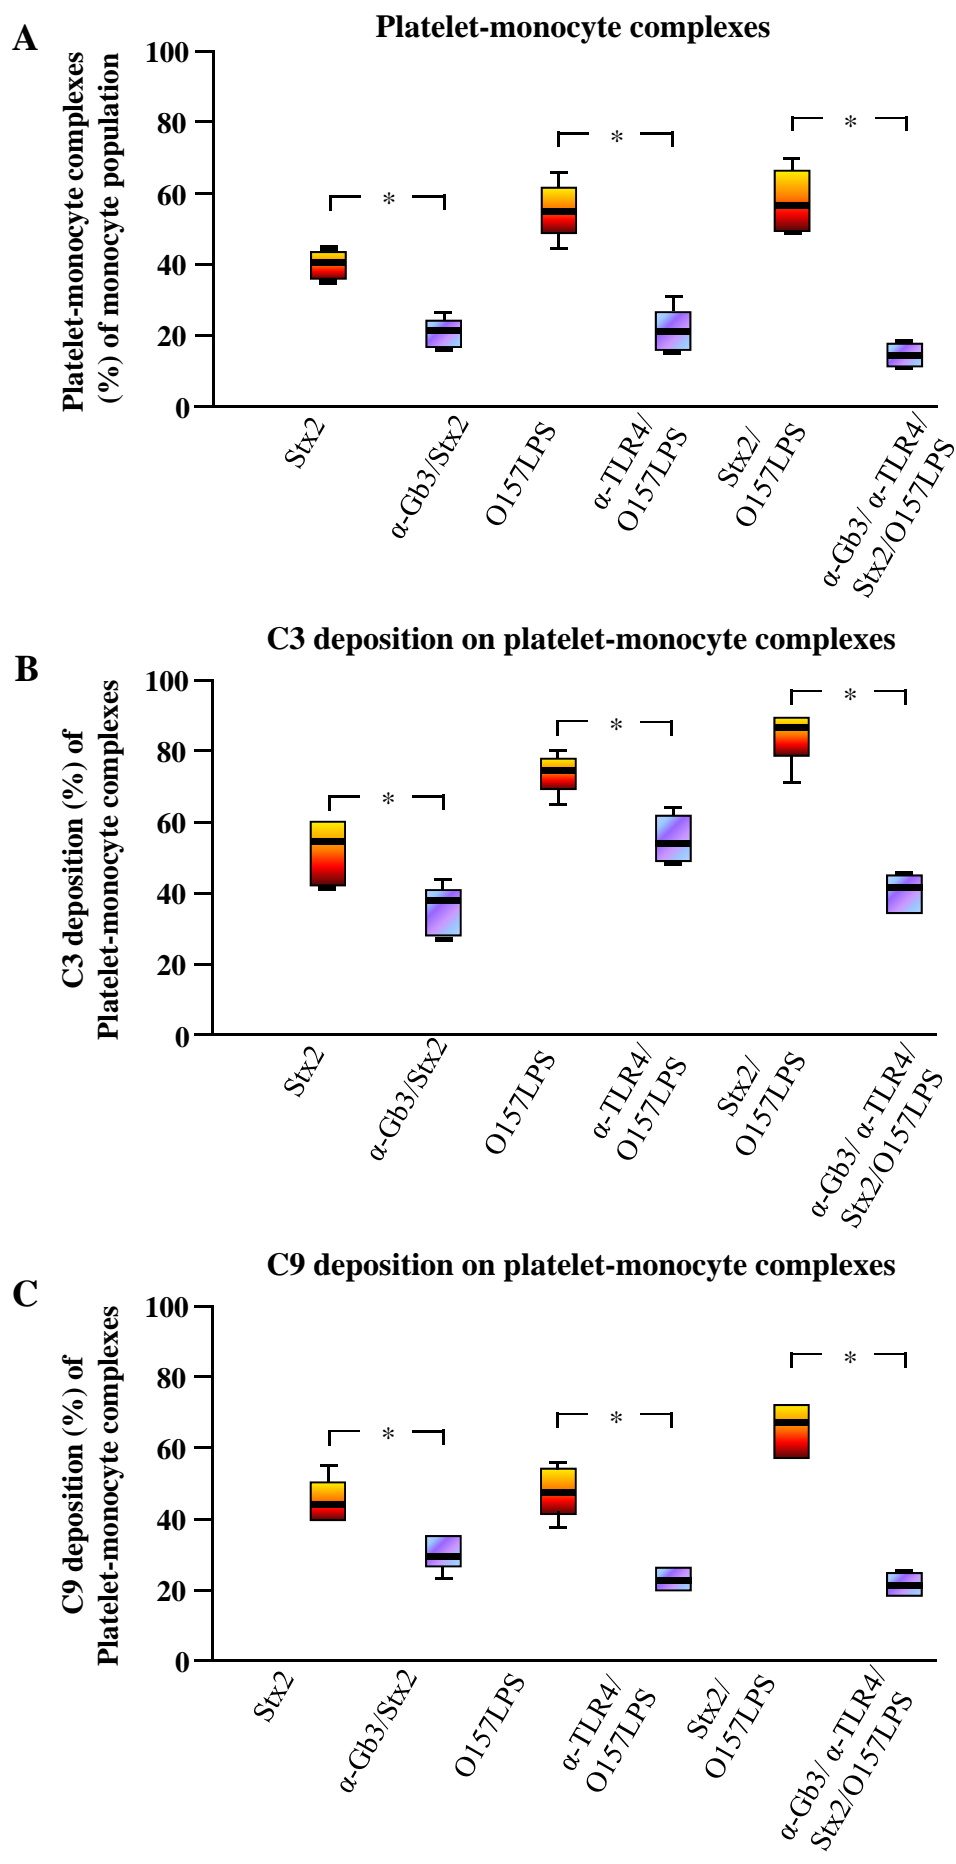 A
Platelet-monocyte complexes
Platelet-monocyte complexes
(%) of monocyte population
100
80
60
40
20
0
*
*
*
Stx2
α-Gb3/Stx2
O157LPS
α-TLR4/
O157LPS
Stx2/
O157LPS
α-Gb3/ α-TLR4/
Stx2/O157LPS
B
C3 deposition on platelet-monocyte complexes
C3 deposition (%) of
Platelet-monocyte complexes
100
80
60
40
20
0
*
*
*
Stx2
α-Gb3/Stx2
O157LPS
α-TLR4/
O157LPS
Stx2/
O157LPS
α-Gb3/ α-TLR4/
Stx2/O157LPS
C
C9 deposition on platelet-monocyte complexes
C9 deposition (%) of
Platelet-monocyte complexes
100
80
60
40
20
0
*
*
*
Stx2
α-Gb3/Stx2
O157LPS
α-TLR4/
O157LPS
Stx2/
O157LPS
α-Gb3/ α-TLR4/
Stx2/O157LPS